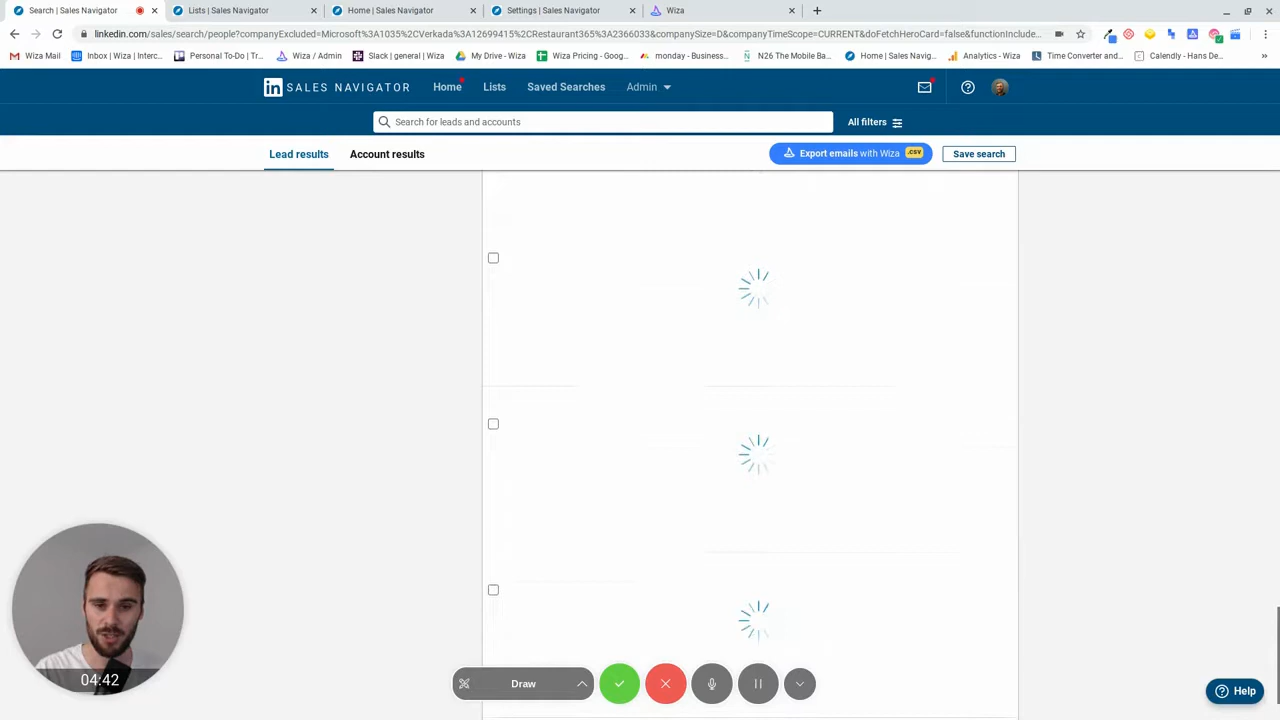 Search | Sales Navigator
Lists | Sales Navigator
Home | Sales Navigator
Settings | Sales Navigator
Wiza
linkedin.com/sales/search/people?companyExcluded=Microsoft%3A1035%2CVerkada%3A12699415%2CRestaurant365%3A2366033&companySize=D&companyTimeScope=CURRENT&doFetchHeroCard=false&functionInclude...
Wiza Mail
Inbox | Wiza | Interc...
Personal To-Do | Tr...
Wiza / Admin
Slack | general | Wiza
My Drive - Wiza
Wiza Pricing - Goog...
monday - Business...
N26 The Mobile Ba...
Home | Sales Navig...
Analytics - Wiza
Time Converter and...
Calendly - Hans De...
»
in SALES NAVIGATOR
Home
Lists
Saved Searches
Admin
Search for leads and accounts
All filters
Lead results
Account results
Export emails with Wiza .csv
Save search
04:42
Draw
Help